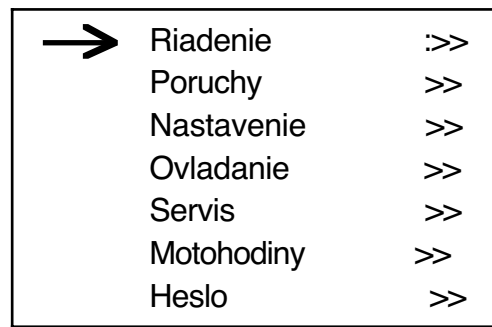 Riadenie :>>
Poruchy >>
Nastavenie >>
Ovladanie >>
Servis >>
Motohodiny >>
Heslo >>